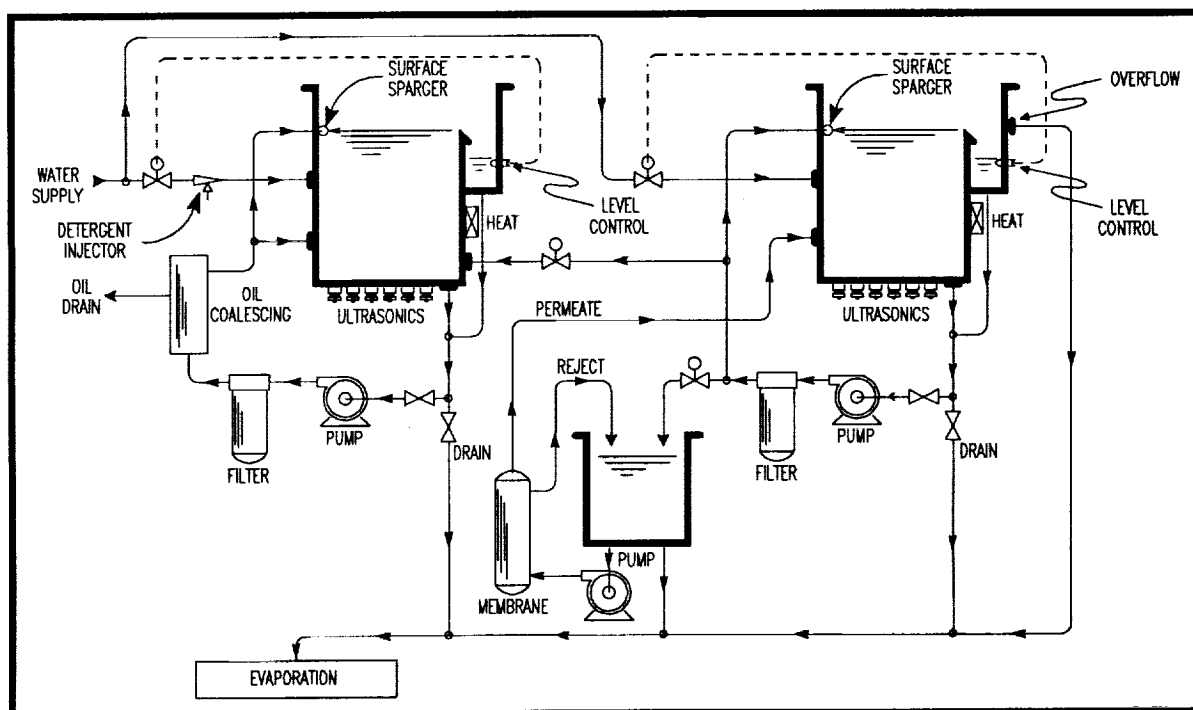 SURFACE
SPARGER
SURFACE
SPARGER
OVERFLOW
WATER
SUPPLY
DETERGENT
INJECTOR
LEVEL
CONTROL
HEAT
HEAT
LEVEL
CONTROL
OIL
DRAIN
OIL
COALESCING
ULTRASONICS
PERMEATE
ULTRASONICS
REJECT
PUMP
DRAIN
FILTER
PUMP
DRAIN
FILTER
PUMP
MEMBRANE
EVAPORATION